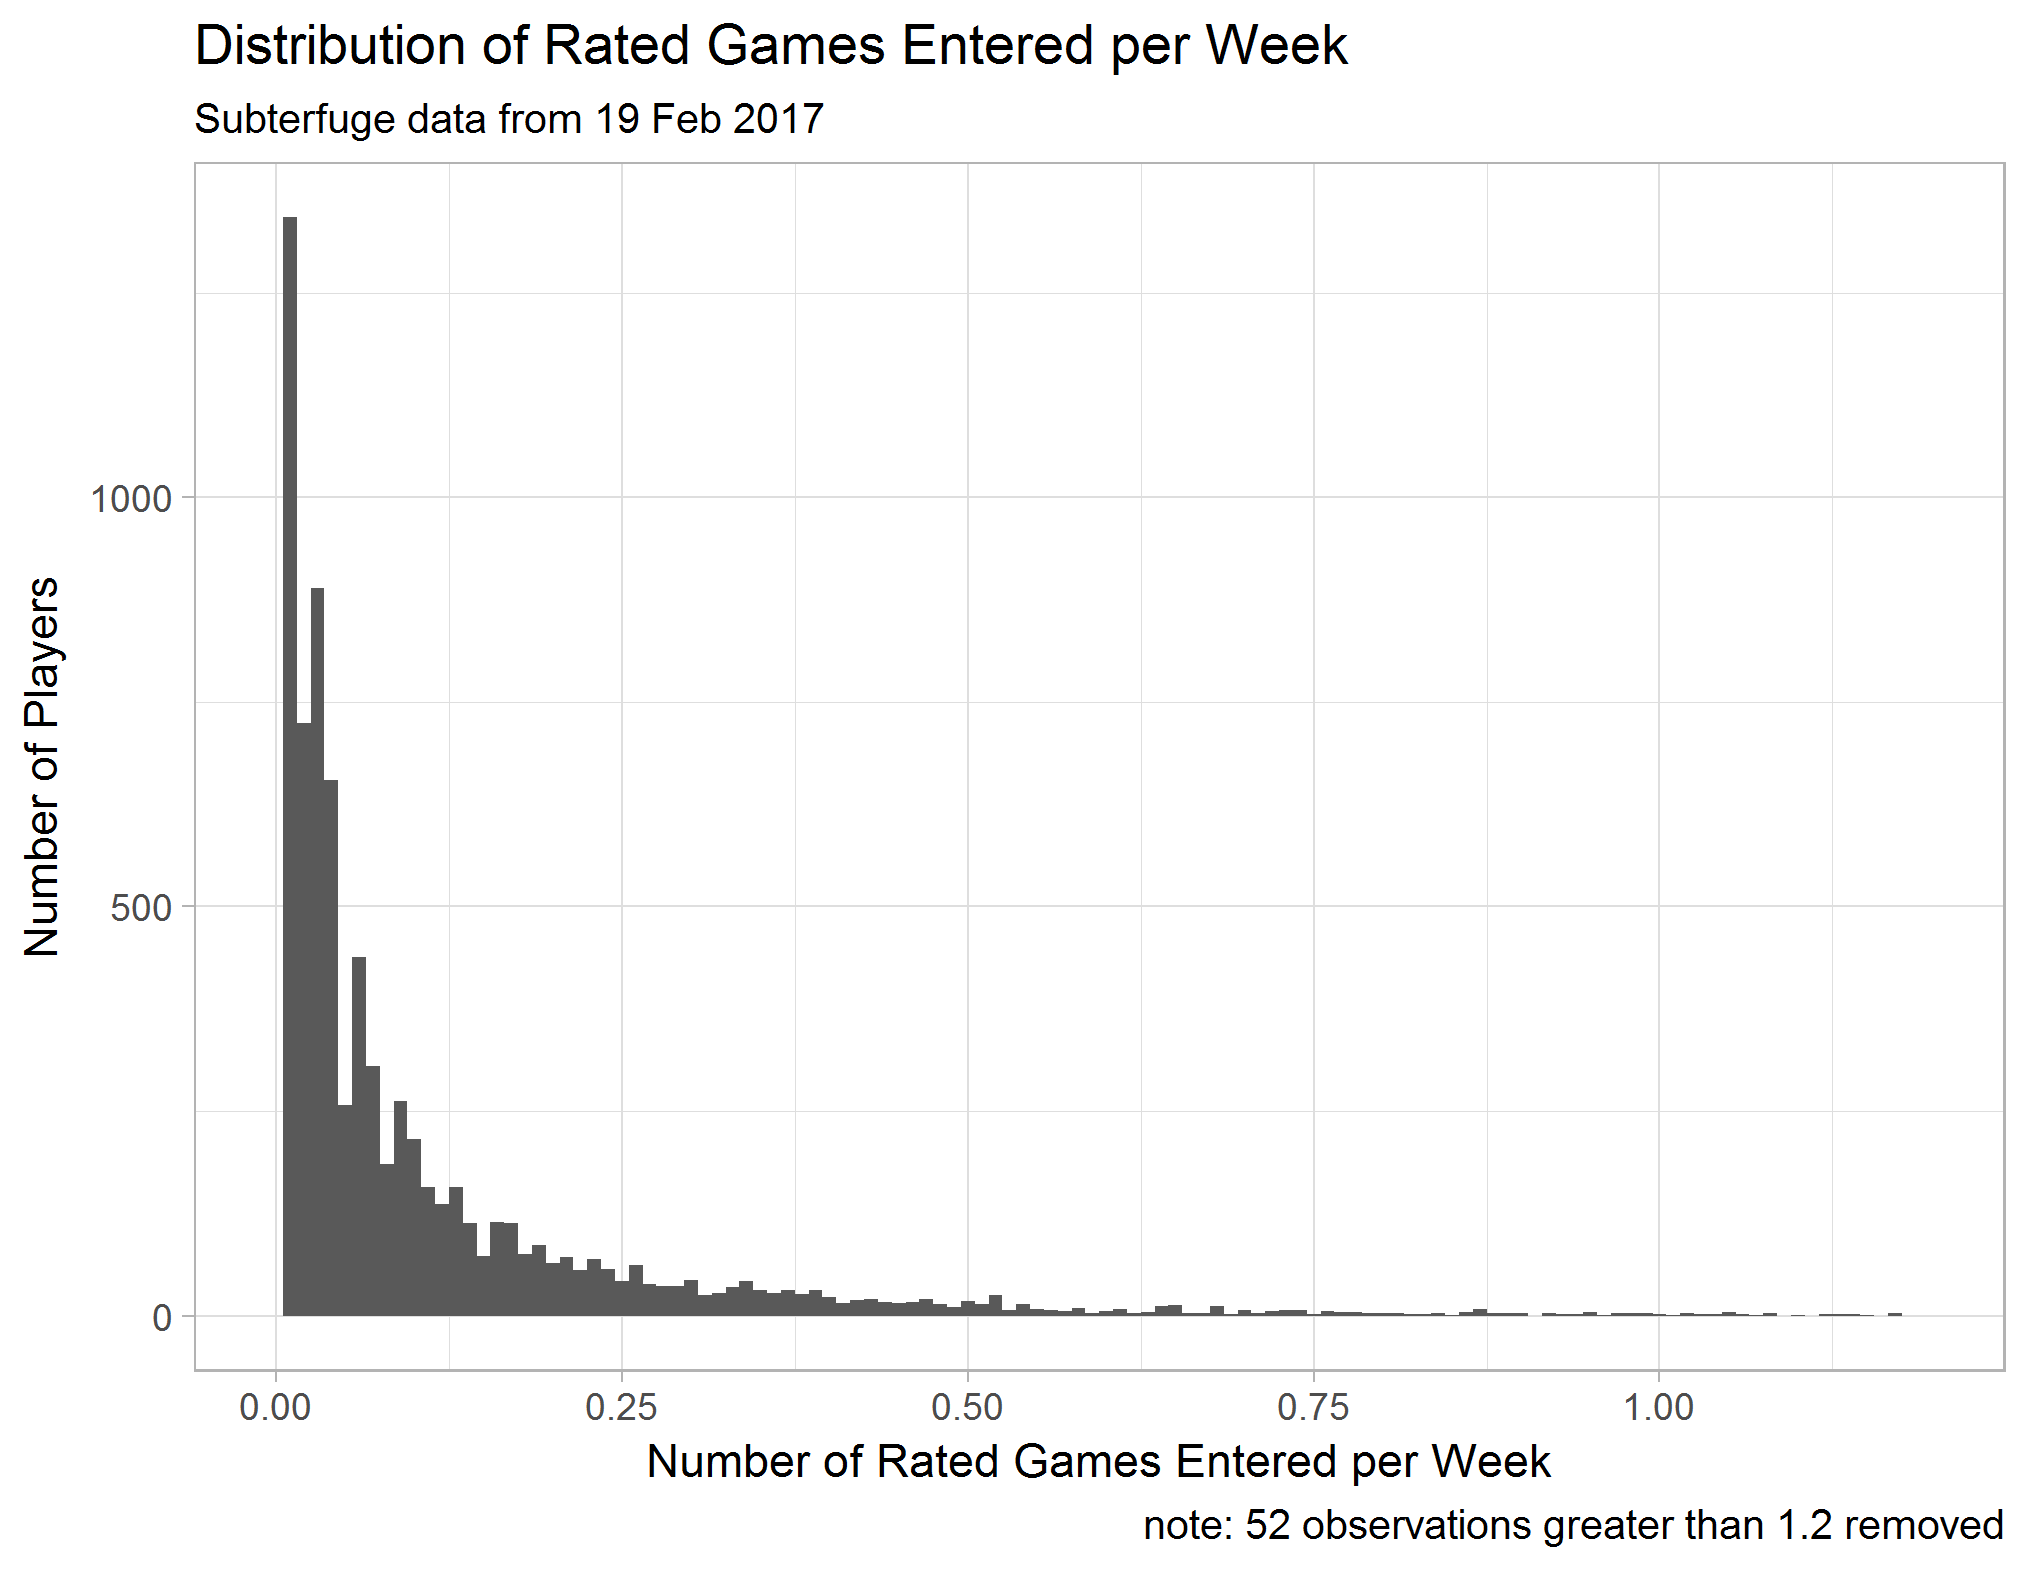 Distribution of Rated Games Entered per Week
Subterfuge data from 19 Feb 2017
Number of Players
1000
500
0
0.00 0.25 0.50 0.75 1.00
Number of Rated Games Entered per Week
note: 52 observations greater than 1.2 removed